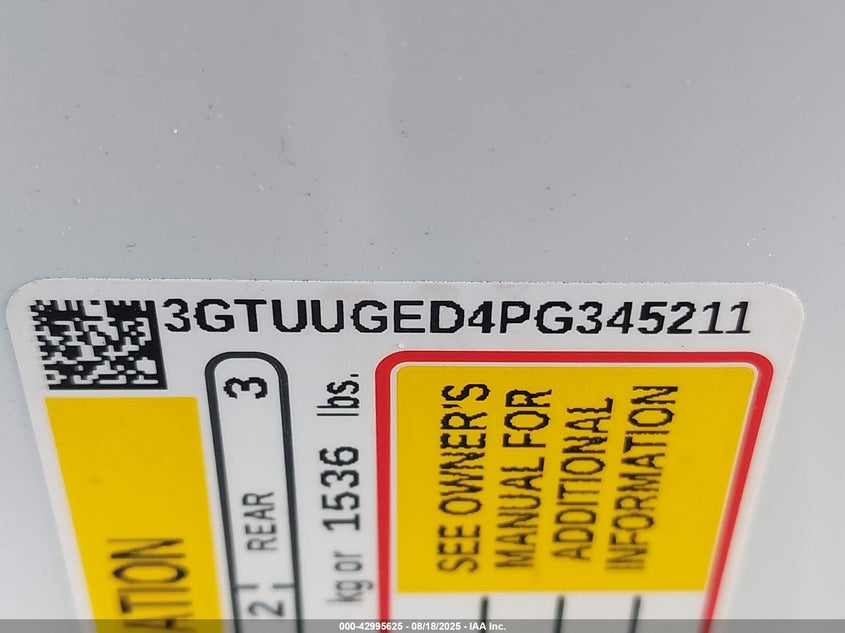 3GTUUGED4PG345211
3
REAR
2
kg or 1536 lbs.
SEE OWNER'S
MANUAL FOR
ADDITIONAL
INFORMATION
000-42995625 - 08/18/2025 - IAA Inc.